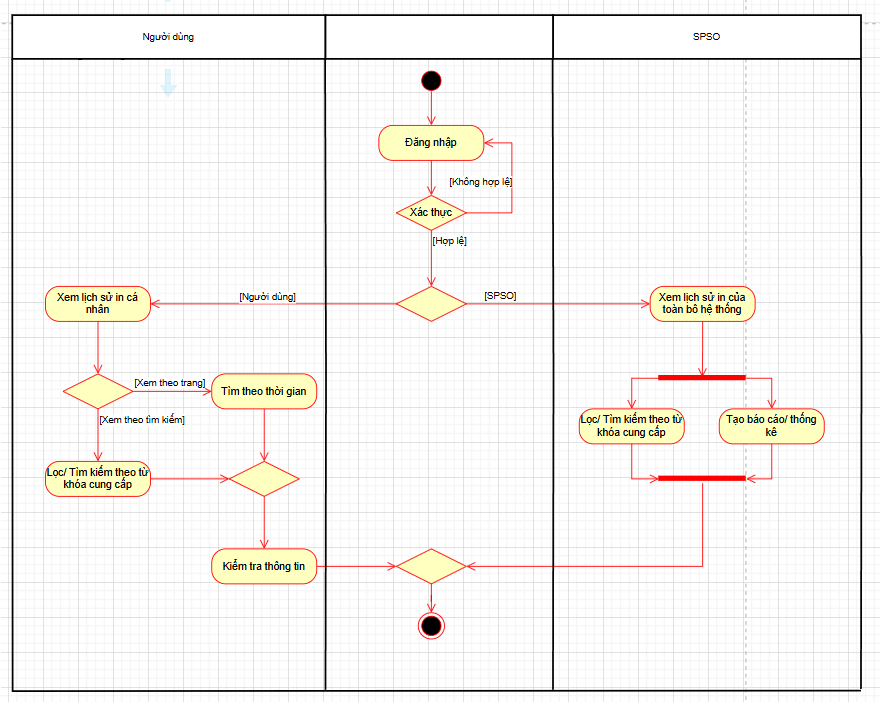 Người dùng
SPSO
Đăng nhập
[Không hợp lệ]
Xác thực
[Hợp lệ]
[Người dùng]
[SPSO]
Xem lịch sử in cá
nhân
Xem lịch sử in của
toàn bô hệ thống
[Xem theo trang]
Tìm theo thời gian
[Xem theo tìm kiếm]
Lọc/ Tìm kiếm theo từ
khóa cung cấp
Lọc/ Tìm kiếm theo từ
khóa cung cấp
Tạo báo cáo/ thống
kê
Kiểm tra thông tin